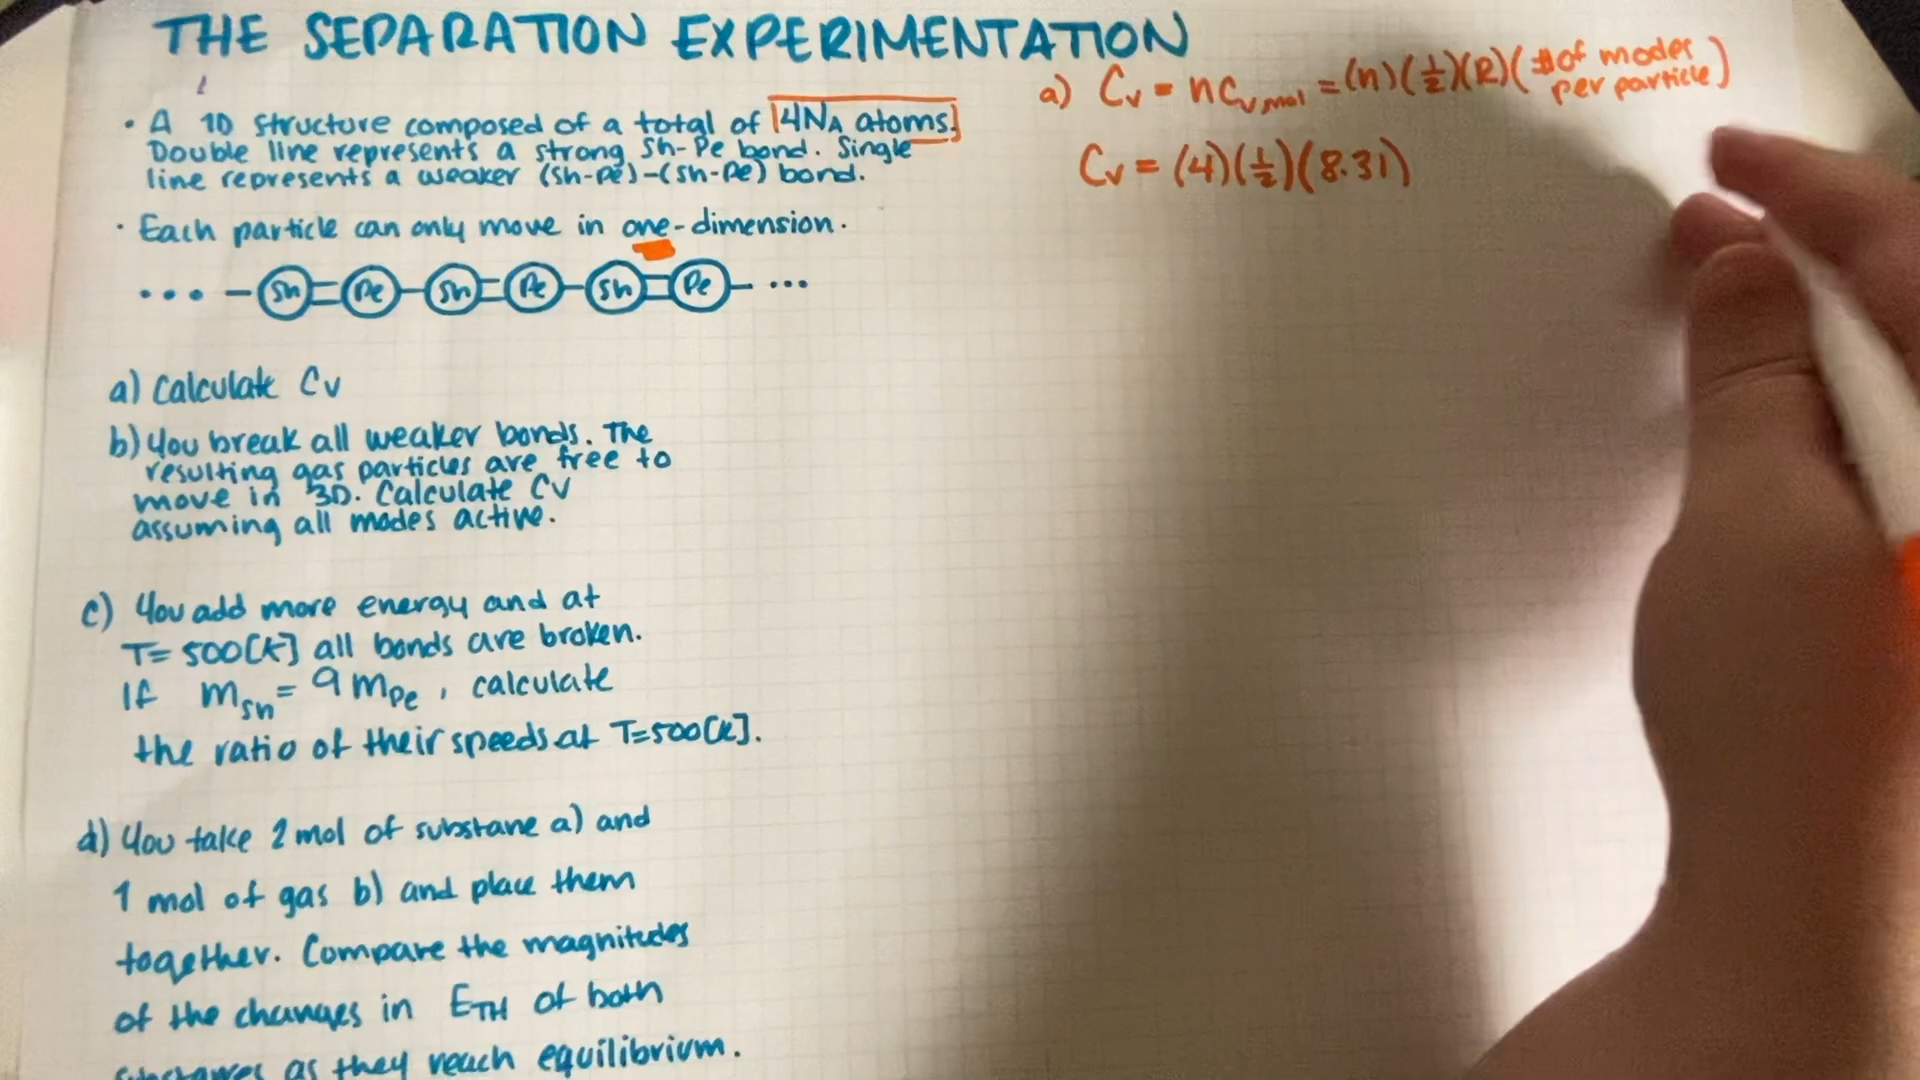 THE SEPARATION EXPERIMENTATION
• A 1D structure composed of a total of 4NA atoms.
Double line represents a strong Sh-Pe bond. Single
line represents a weaker (sh-pe)-(sh-pe) bond.
• Each particle can only move in one-dimension.
... - Sh = Pe - Sh = Pe - Sh = Pe - ...
a) Calculate Cv
b) You break all weaker bonds. The
resulting gas particles are free to
move in 3D. Calculate CV
assuming all modes active.
c) You add more energy and at
T= 500[K] all bonds are broken.
If msh = 9mPe, calculate
the ratio of their speeds at T=500[K].
d) You take 2 mol of substane a) and
1 mol of gas b) and place them
together. Compare the magnitudes
of the changes in ETH of both
substances as they reach equilibrium.
a) Cv = nCv,mol = (n)(1/2)(R)(# of modes
per particle)
Cv = (4)(1/2)(8.31)